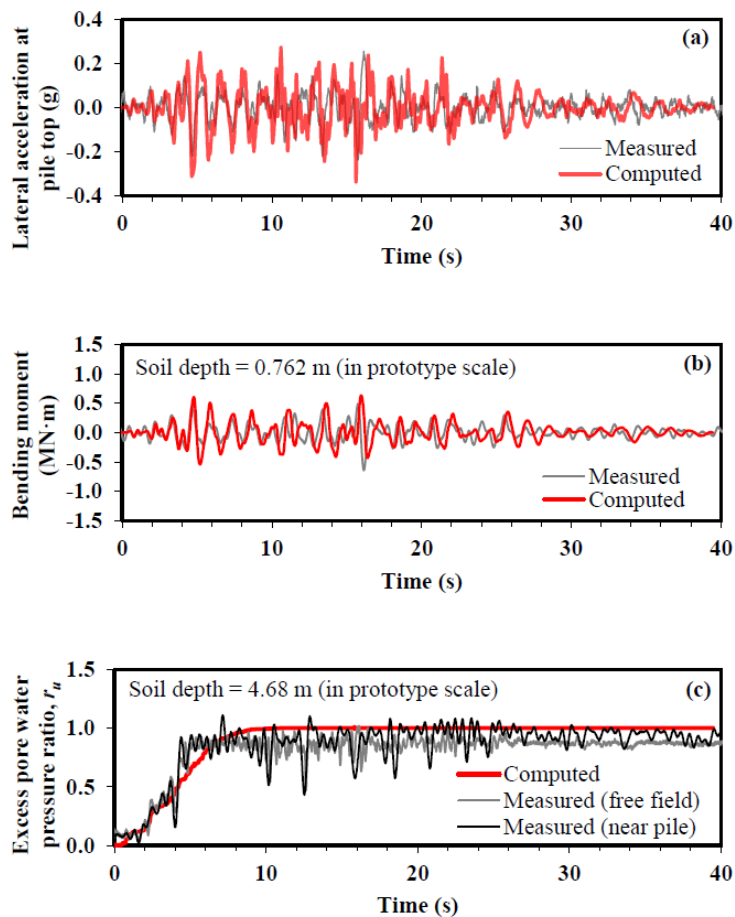 (a)
Lateral acceleration at
pile top (g)
0.4
0.2
0.0
-0.2
-0.4
Measured
Computed
0 10 20 30 40
Time (s)
Soil depth = 0.762 m (in prototype scale)
(b)
Bending moment
(MN·m)
1.5
1.0
0.5
0.0
-0.5
-1.0
-1.5
Measured
Computed
0 10 20 30 40
Time (s)
Soil depth = 4.68 m (in prototype scale)
(c)
Excess pore water
pressure ratio, ru
1.5
1.0
0.5
0.0
Computed
Measured (free field)
Measured (near pile)
0 10 20 30 40
Time (s)